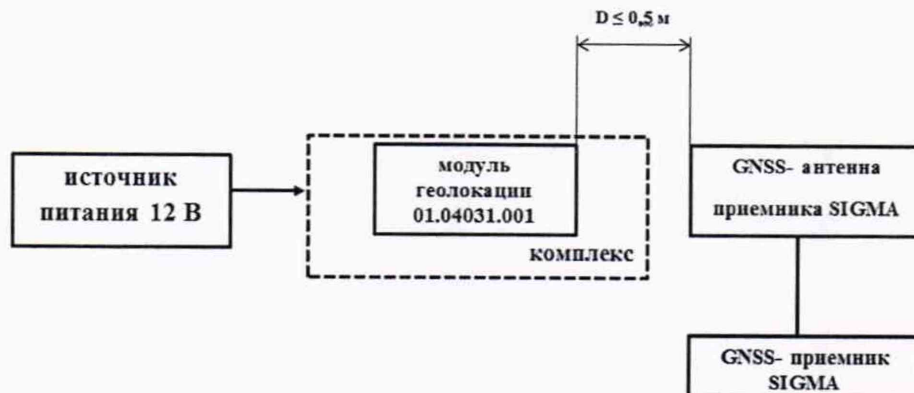 D ≤ 0,5 м
источник
питания 12 В
модуль
геолокации
01.04031.001
комплекс
GNSS- антенна
приемника SIGMA
GNSS- приемник
SIGMA